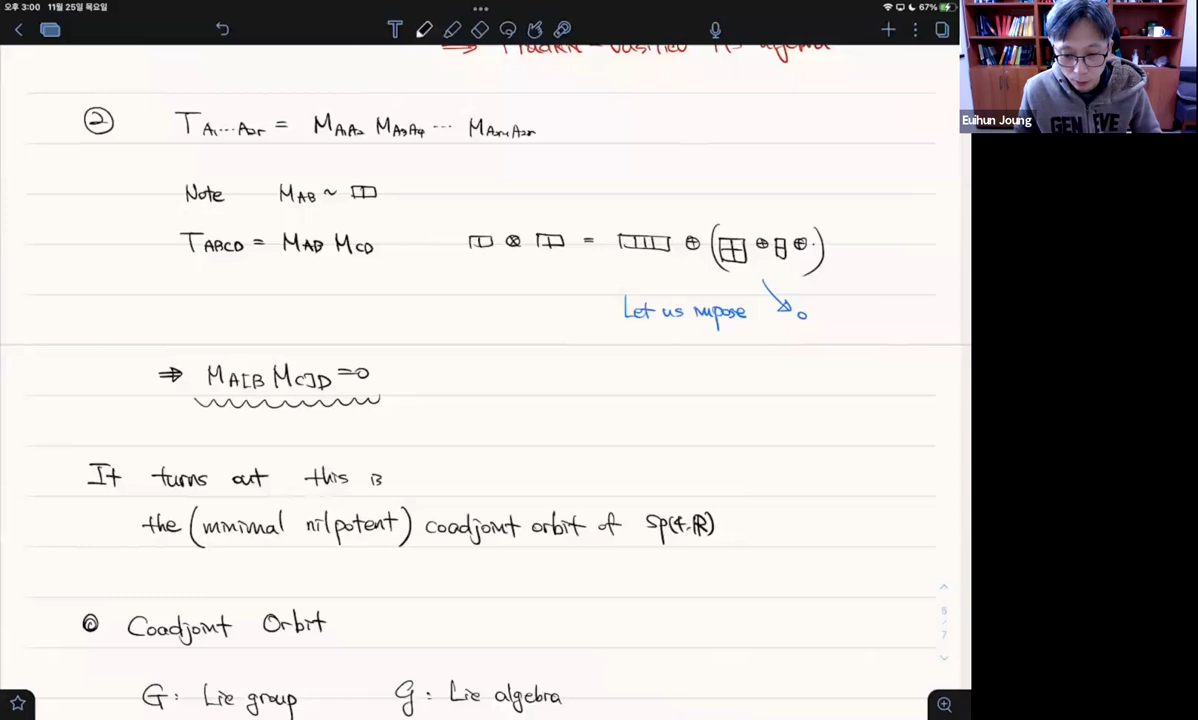 오후 3:00 11월 25일 목요일
67%
② T_{A₁⋯A₂ᵣ} = M_{A₁A₂} M_{A₃A₄} ⋯ M_{A₂ᵣ₋₁A₂ᵣ}
Note M_{AB} ~ □□
T_{ABCD} = M_{AB} M_{CD} □□ ⊗ □□ = □□□□ ⊕ (⊞ ⊕ ⊕ ·)
Let us supose ↘ 0
⇒ M_{A[B} M_{C]D} = 0
It turns out this is
the (minimal nilpotent) coadjoint orbit of Sp(4,R)
◎ Coadjoint Orbit
G: Lie group g: Lie algebra
Euihun Joung
GENEVE
6
/
7